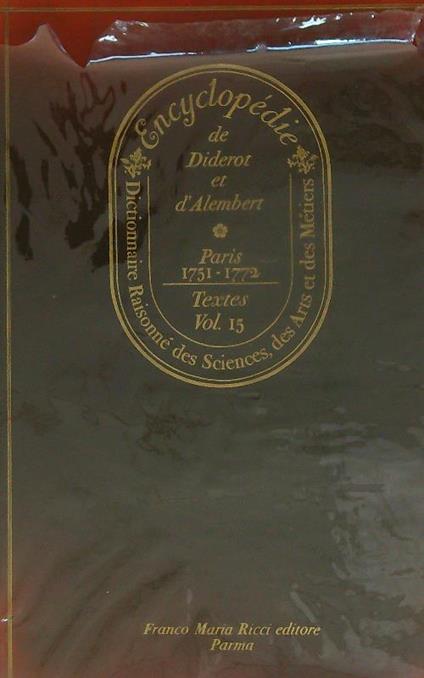 Encyclopédie
de
Diderot
et
d'Alembert
Paris
1751-1772
Textes
Vol. 15
Dictionnaire Raisonné des Sciences, des Arts et des Métiers
Franco Maria Ricci editore
Parma